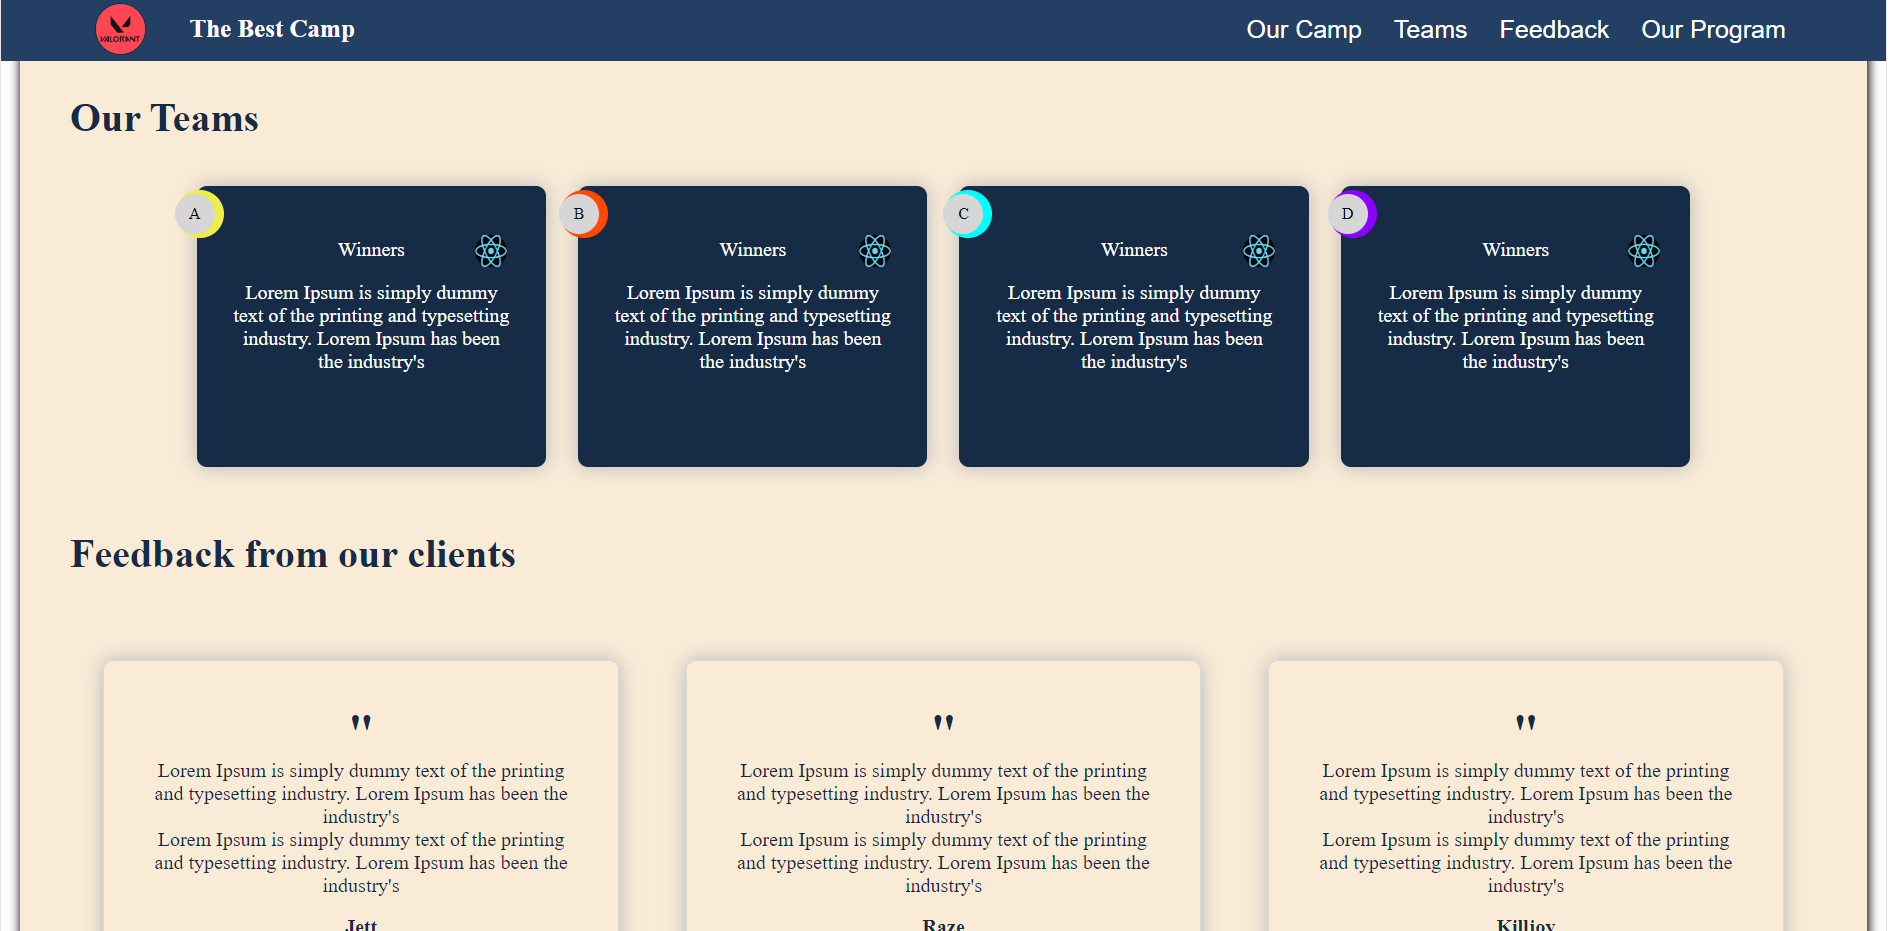 VALORANT
The Best Camp
Our Camp Teams Feedback Our Program
Our Teams
A
Winners
Lorem Ipsum is simply dummy
text of the printing and typesetting
industry. Lorem Ipsum has been
the industry's
B
Winners
Lorem Ipsum is simply dummy
text of the printing and typesetting
industry. Lorem Ipsum has been
the industry's
C
Winners
Lorem Ipsum is simply dummy
text of the printing and typesetting
industry. Lorem Ipsum has been
the industry's
D
Winners
Lorem Ipsum is simply dummy
text of the printing and typesetting
industry. Lorem Ipsum has been
the industry's
Feedback from our clients
"
Lorem Ipsum is simply dummy text of the printing
and typesetting industry. Lorem Ipsum has been the
industry's
Lorem Ipsum is simply dummy text of the printing
and typesetting industry. Lorem Ipsum has been the
industry's
Jett
"
Lorem Ipsum is simply dummy text of the printing
and typesetting industry. Lorem Ipsum has been the
industry's
Lorem Ipsum is simply dummy text of the printing
and typesetting industry. Lorem Ipsum has been the
industry's
Raze
"
Lorem Ipsum is simply dummy text of the printing
and typesetting industry. Lorem Ipsum has been the
industry's
Lorem Ipsum is simply dummy text of the printing
and typesetting industry. Lorem Ipsum has been the
industry's
Killjoy